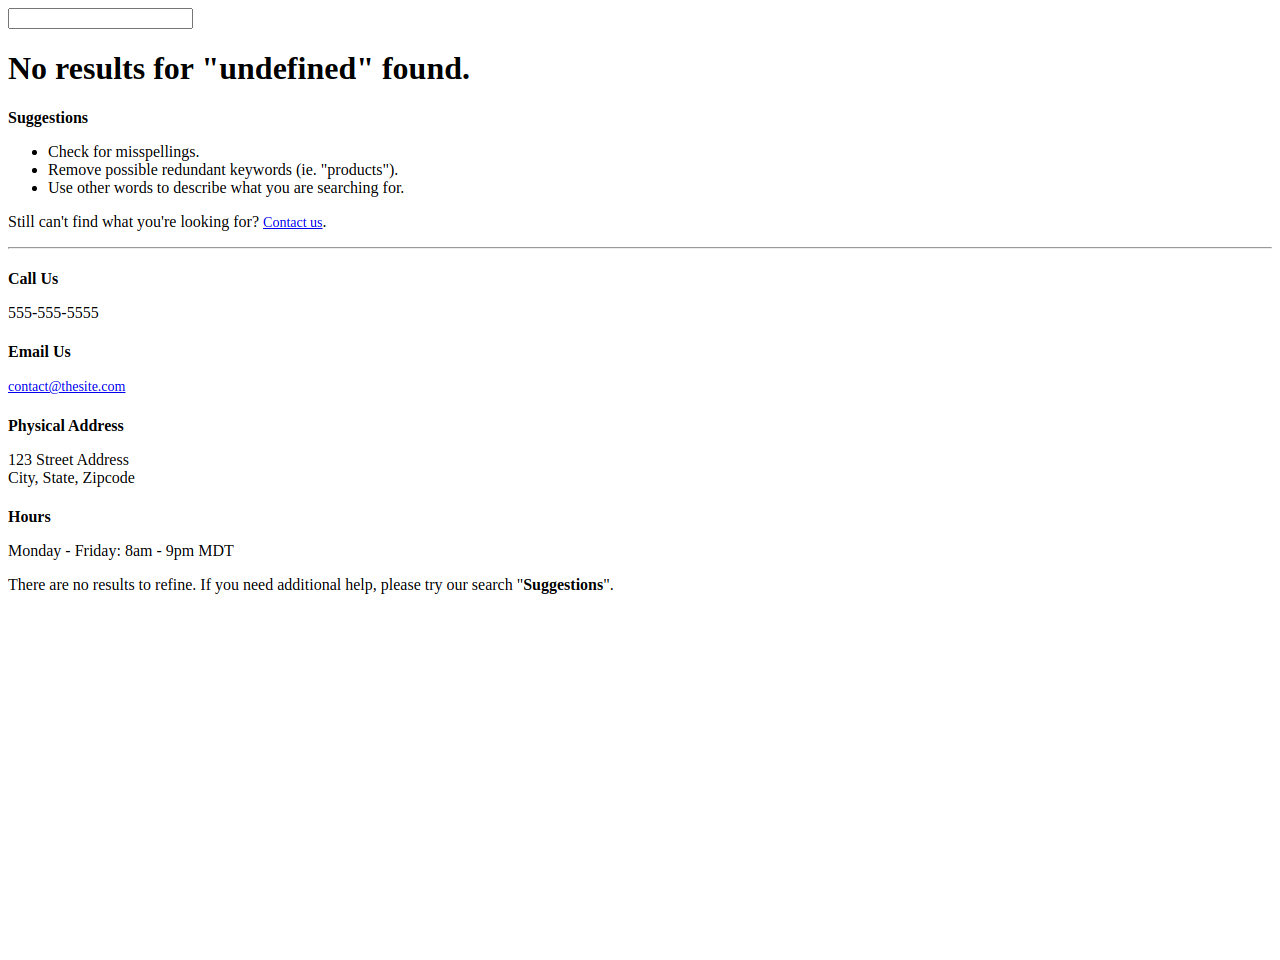 No results for "undefined" found.
Suggestions
Check for misspellings.
Remove possible redundant keywords (ie. "products").
Use other words to describe what you are searching for.
Still can't find what you're looking for? Contact us.
Call Us
555-555-5555
Email Us
contact@thesite.com
Physical Address
123 Street Address
City, State, Zipcode
Hours
Monday - Friday: 8am - 9pm MDT
There are no results to refine. If you need additional help, please try our search "Suggestions".